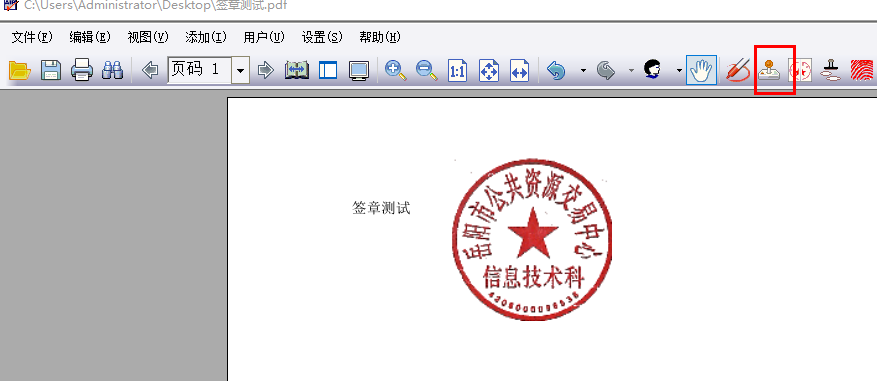 C:\Users\Administrator\Desktop\签章测试.pdf
文件(F) 编辑(E) 视图(V) 添加(I) 用户(U) 设置(S) 帮助(H)
页码 1
1:1
签章测试
岳阳市公共资源交易中心
信息技术科